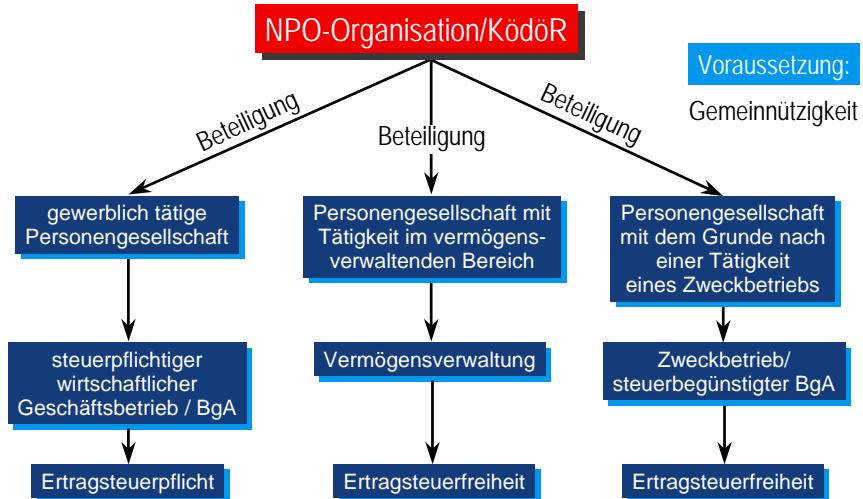 NPO-Organisation/KdöR
Voraussetzung:
Gemeinnützigkeit
Beteiligung
Beteiligung
Beteiligung
gewerblich tätige
Personengesellschaft
Personengesellschaft mit
Tätigkeit im vermögens-
verwaltenden Bereich
Personengesellschaft
mit dem Grunde nach
einer Tätigkeit
eines Zweckbetriebs
steuerpflichtiger
wirtschaftlicher
Geschäftsbetrieb / BgA
Vermögensverwaltung
Zweckbetrieb/
steuerbegünstigter BgA
Ertragsteuerpflicht
Ertragsteuerfreiheit
Ertragsteuerfreiheit